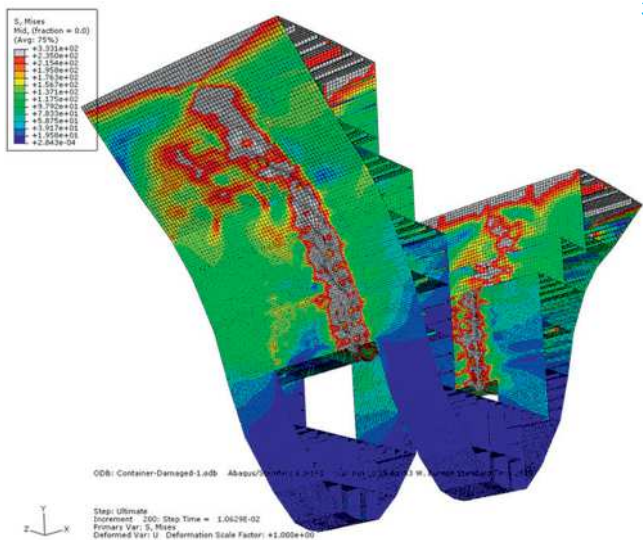 S, Mises
Mid, (fraction = 0.0)
(Avg: 75%)
+3.331e+02
+2.350e+02
+2.154e+02
+1.958e+02
+1.763e+02
+1.567e+02
+1.371e+02
+1.175e+02
+9.792e+01
+7.833e+01
+5.875e+01
+3.917e+01
+1.958e+01
+2.843e-04
ODB: Container-Damaged-1.odb Abaqus/
Y
Z X
Step: Ultimate
Increment 200: Step Time = 1.0629E-02
Primary Var: S, Mises
Deformed Var: U Deformation Scale Factor: +1.000e+00